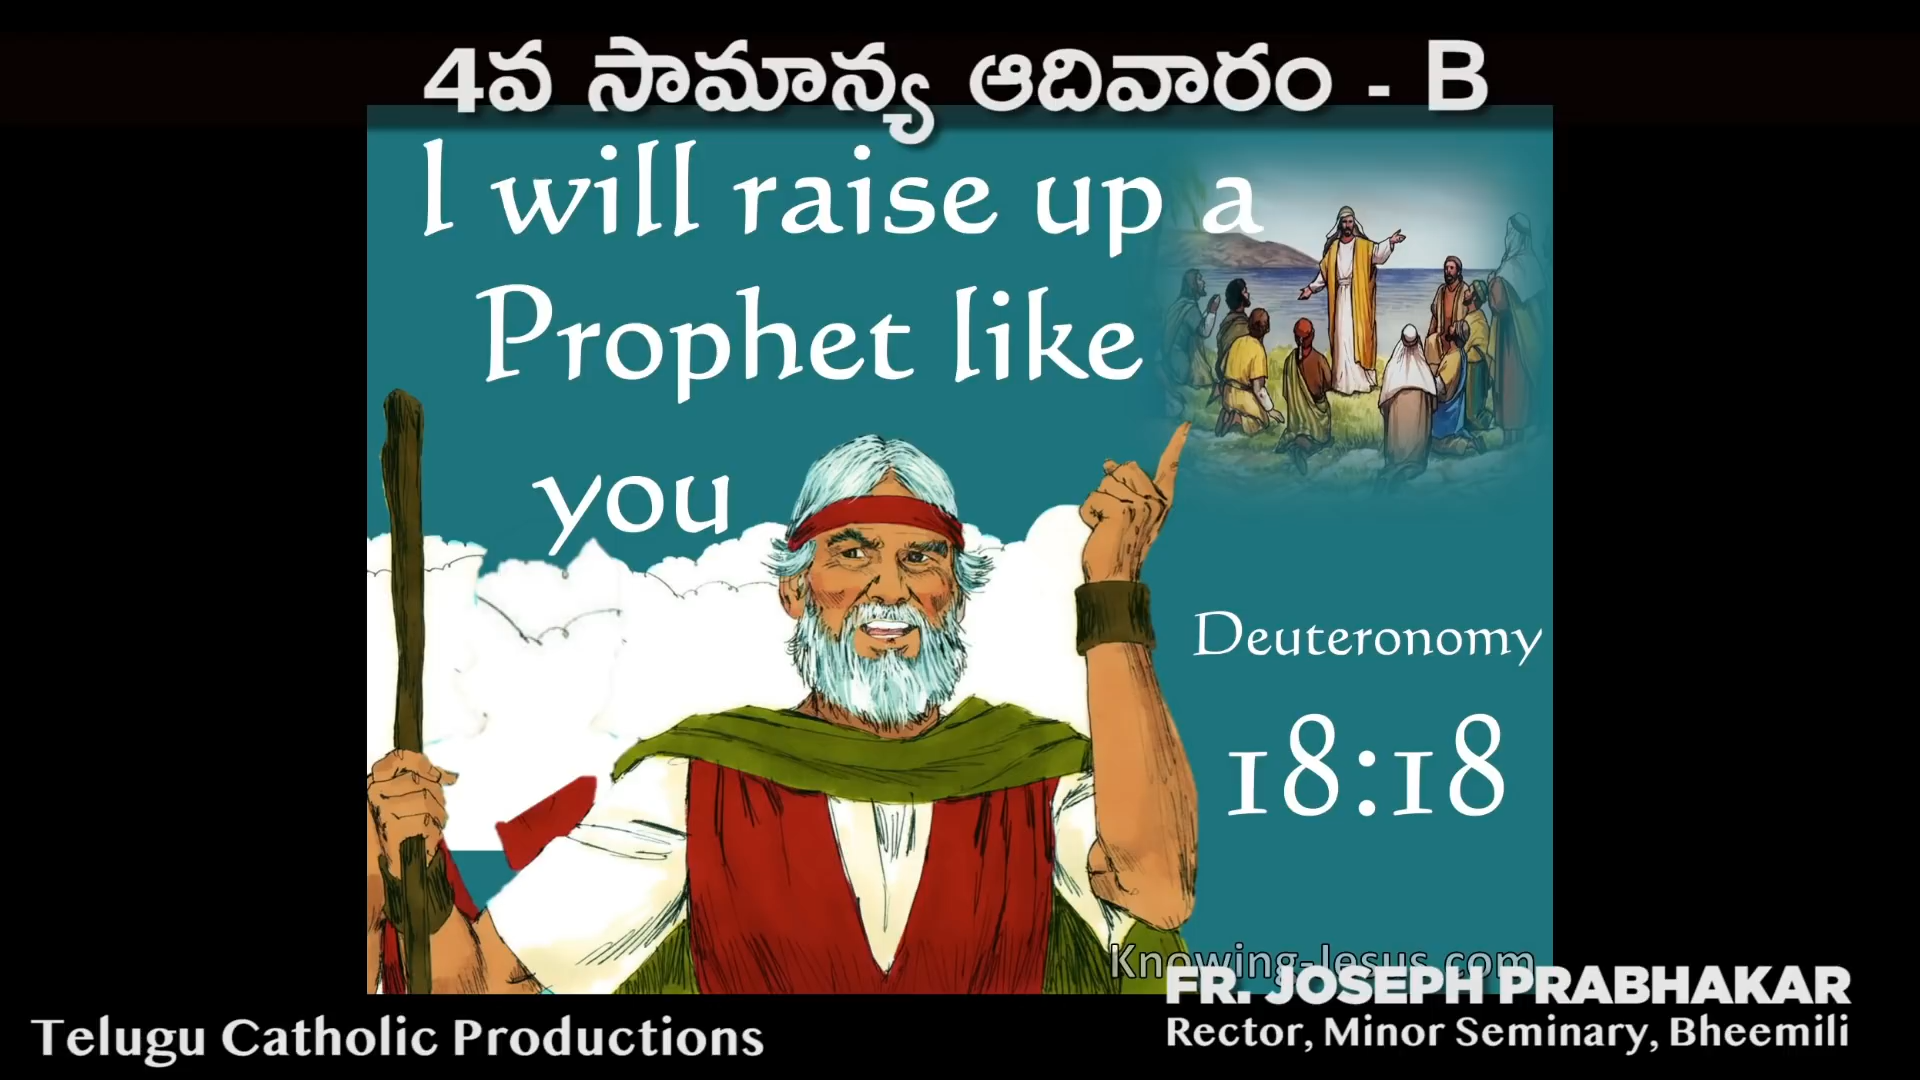 4వ సామాన్య ఆదివారం - B
I will raise up a
Prophet like
you
Deuteronomy
18:18
Knowing-Jesus.com
FR. JOSEPH PRABHAKAR
Telugu Catholic Productions
Rector, Minor Seminary, Bheemili